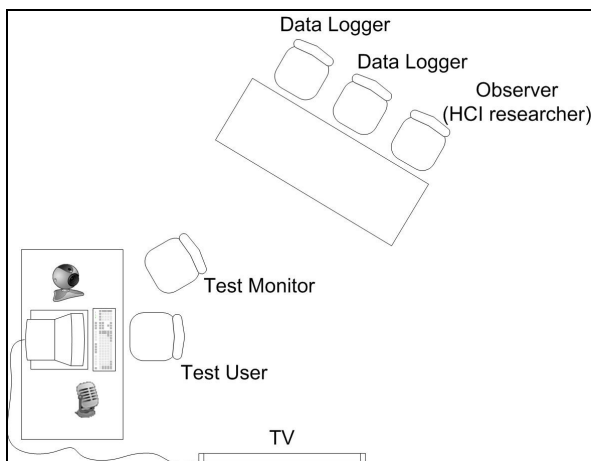 Data Logger
Data Logger
Observer
(HCI researcher)
Test Monitor
Test User
TV